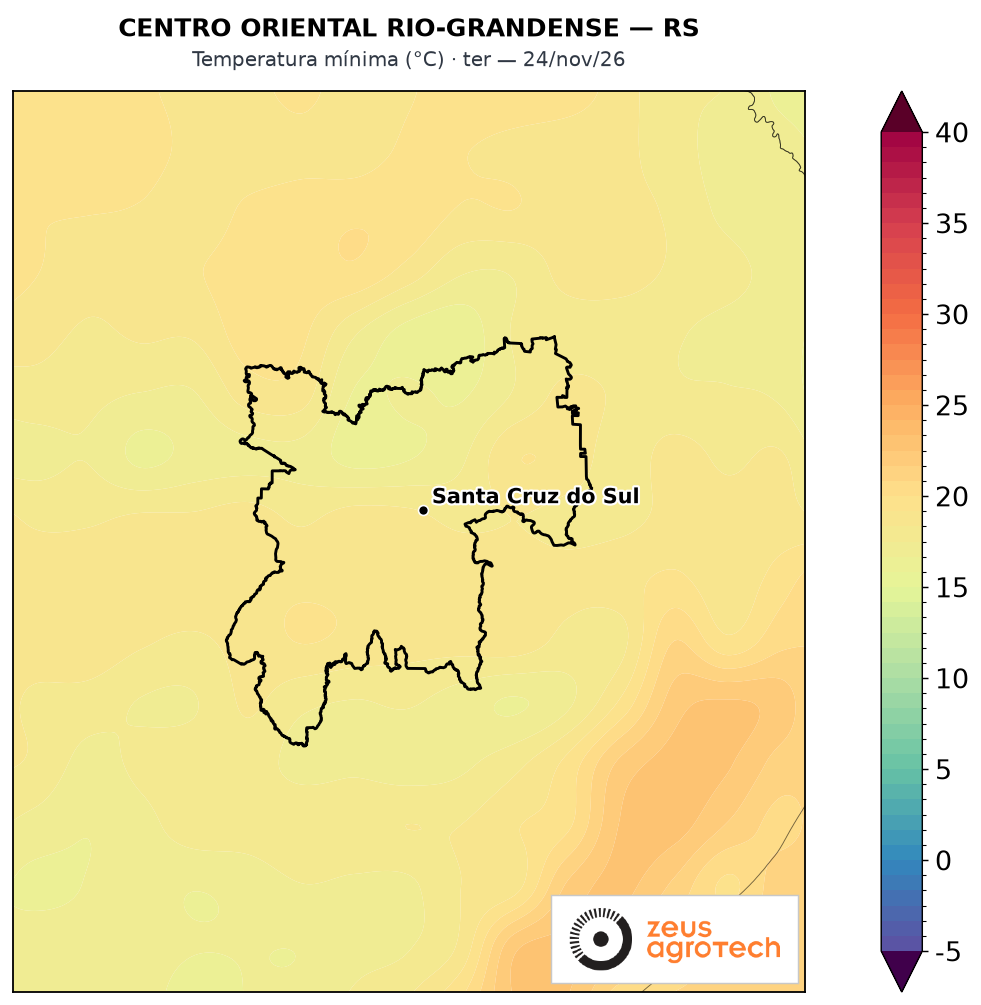 CENTRO ORIENTAL RIO-GRANDENSE — RS
Temperatura mínima (°C) · ter — 24/nov/26
40
35
30
25
20
15
10
5
0
-5
Santa Cruz do Sul
zeus
agrotech